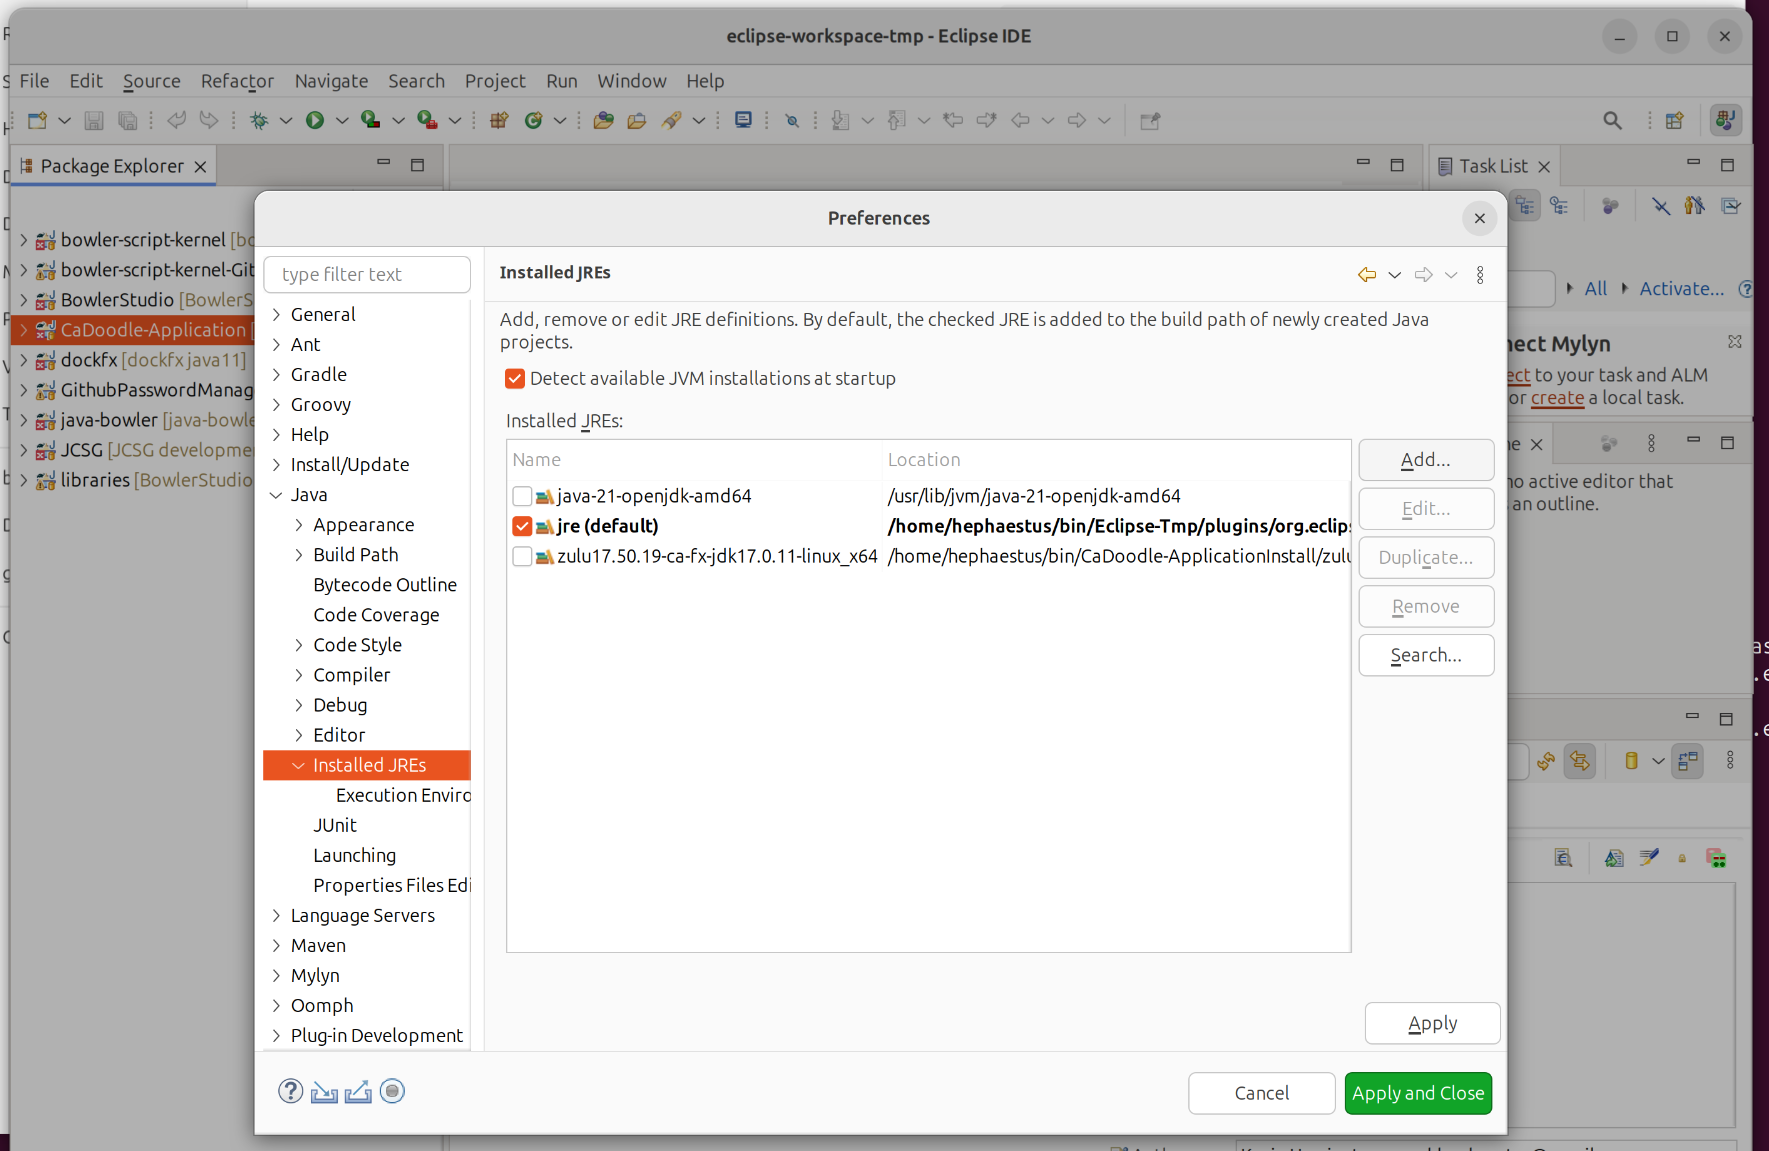 eclipse-workspace-tmp - Eclipse IDE
File Edit Source Refactor Navigate Search Project Run Window Help
Package Explorer
Task List
bowler-script-kernel [bo
bowler-script-kernel-Git
BowlerStudio [BowlerS
CaDoodle-Application [
dockfx [dockfx java11]
GithubPasswordManag
java-bowler [java-bowle
JCSG [JCSG developme
libraries [BowlerStudio
All Activate...
nect Mylyn
ect to your task and ALM
or create a local task.
ne
no active editor that
an outline.
Preferences
type filter text
General
Ant
Gradle
Groovy
Help
Install/Update
Java
Appearance
Build Path
Bytecode Outline
Code Coverage
Code Style
Compiler
Debug
Editor
Installed JREs
Execution Enviro
JUnit
Launching
Properties Files Edi
Language Servers
Maven
Mylyn
Oomph
Plug-in Development
Installed JREs
Add, remove or edit JRE definitions. By default, the checked JRE is added to the build path of newly created Java
projects.
Detect available JVM installations at startup
Installed JREs:
Name Location
java-21-openjdk-amd64 /usr/lib/jvm/java-21-openjdk-amd64
jre (default) /home/hephaestus/bin/Eclipse-Tmp/plugins/org.eclips
zulu17.50.19-ca-fx-jdk17.0.11-linux_x64 /home/hephaestus/bin/CaDoodle-ApplicationInstall/zulu
Add...
Edit...
Duplicate...
Remove
Search...
Apply
Cancel
Apply and Close